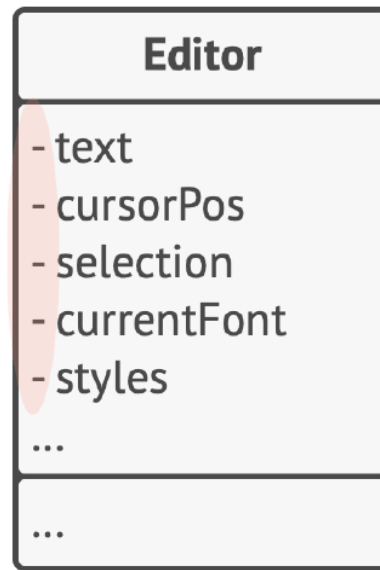 Editor
- text
- cursorPos
- selection
- currentFont
- styles
...
...